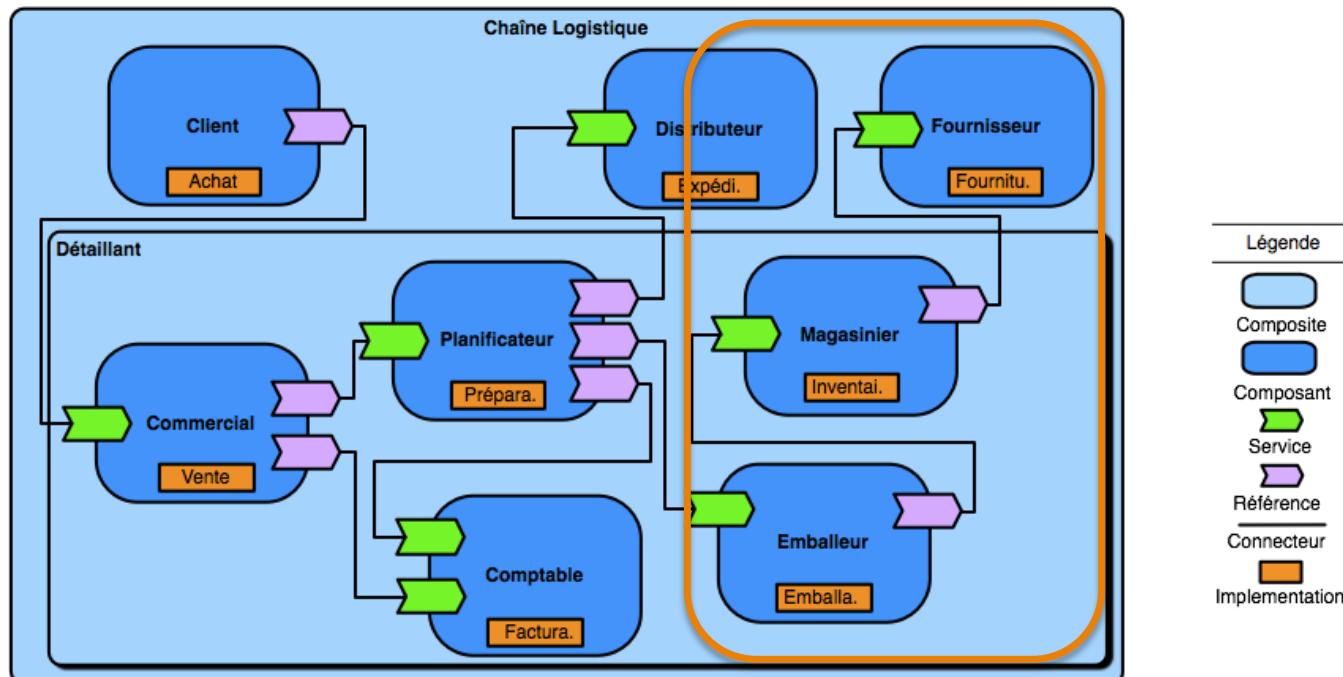 Chaîne Logistique
Client
Achat
Distributeur
Expédi.
Fournisseur
Fournitu.
Détaillant
Planificateur
Prépara.
Magasinier
Inventai.
Commercial
Vente
Comptable
Factura.
Emballeur
Emballa.
Légende
Composite
Composant
Service
Référence
Connecteur
Implementation